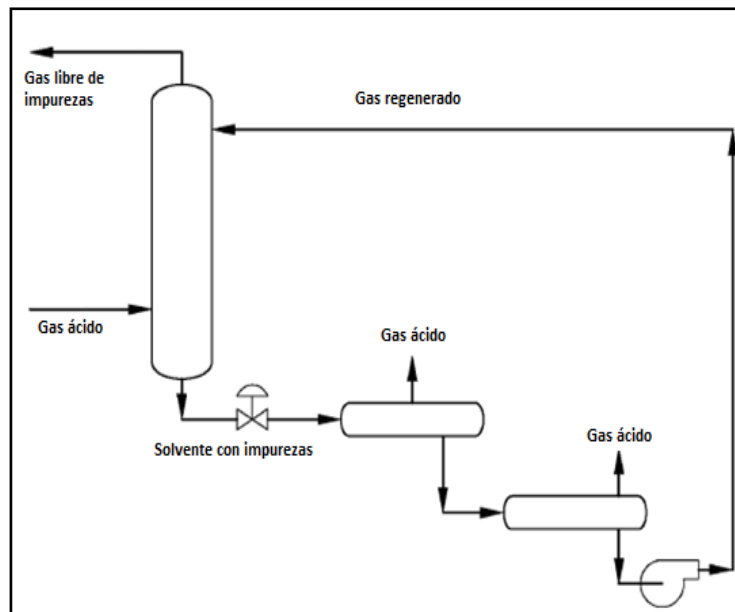 Gas libre de
impurezas
Gas regenerado
Gas ácido
Gas ácido
Solvente con impurezas
Gas ácido